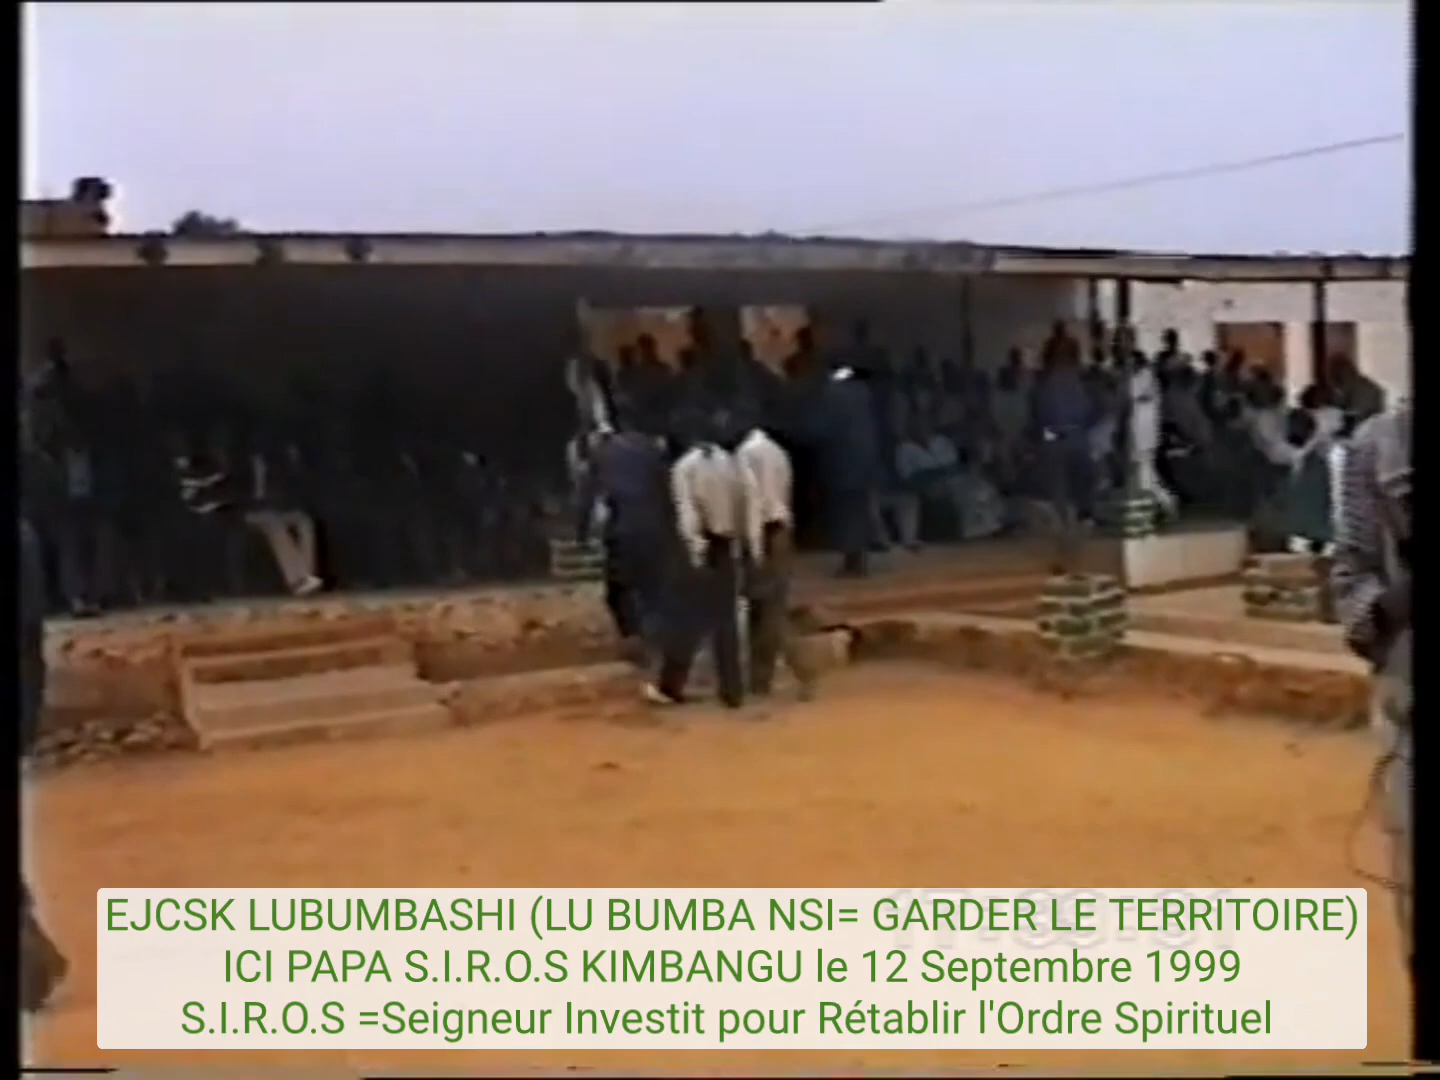 EJCSK LUBUMBASHI (LU BUMBA NSI= GARDER LE TERRITOIRE)
ICI PAPA S.I.R.O.S KIMBANGU le 12 Septembre 1999
S.I.R.O.S =Seigneur Investit pour Rétablir l'Ordre Spirituel